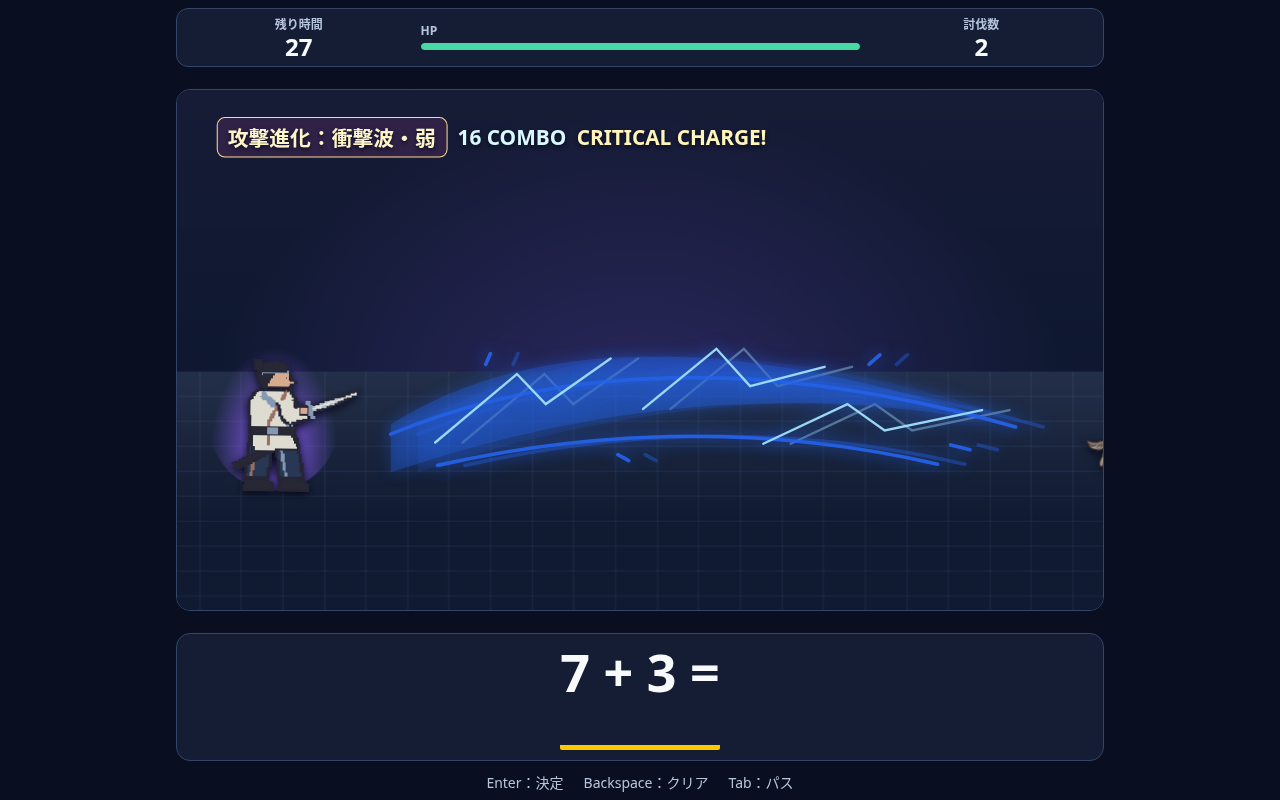 残り時間
27
HP
討伐数
2
攻撃進化：衝撃波・弱 16 COMBO CRITICAL CHARGE!
7 + 3 =
Enter：決定 Backspace：クリア Tab：パス